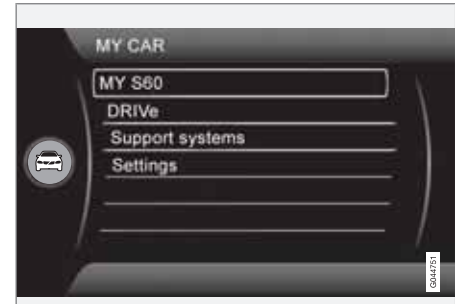 MY CAR
MY S60
DRIVe
Support systems
Settings
G044751